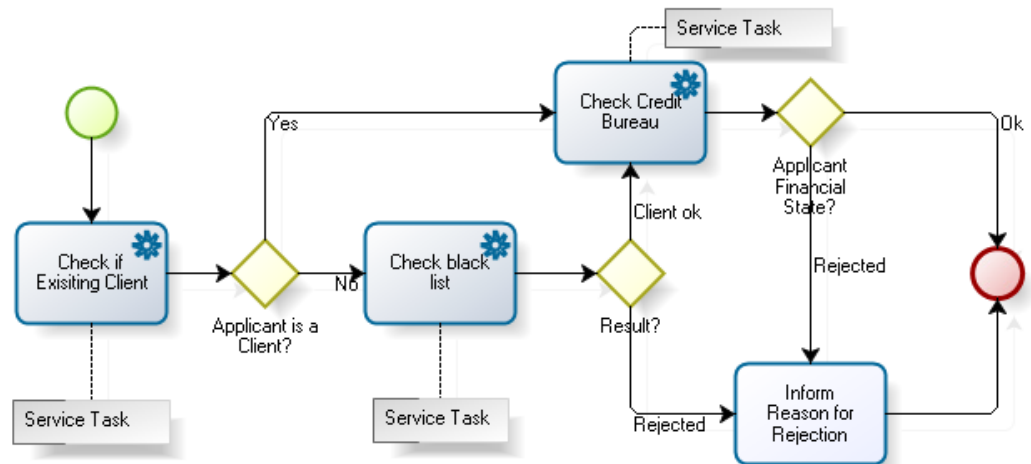 Service Task
Check Credit
Bureau
Yes
Ok
Applicant
Financial
State?
Client ok
Check if
Exisiting Client
Check black
list
No
Rejected
Applicant is a
Client?
Result?
Inform
Reason for
Rejection
Service Task
Service Task
Rejected